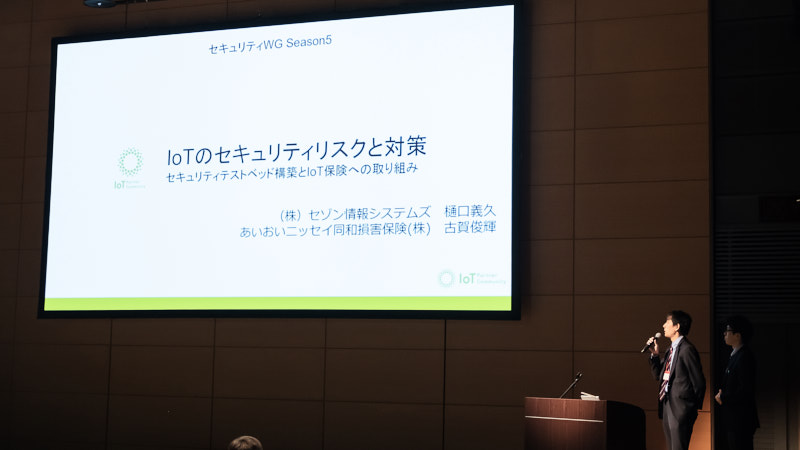 セキュリティWG Season5
IoTのセキュリティリスクと対策
セキュリティテストベッド構築とIoT保険への取り組み
IoT Partner Community
(株) セゾン情報システムズ 樋口義久
あいおいニッセイ同和損害保険(株) 古賀俊輝
IoT Partner Community